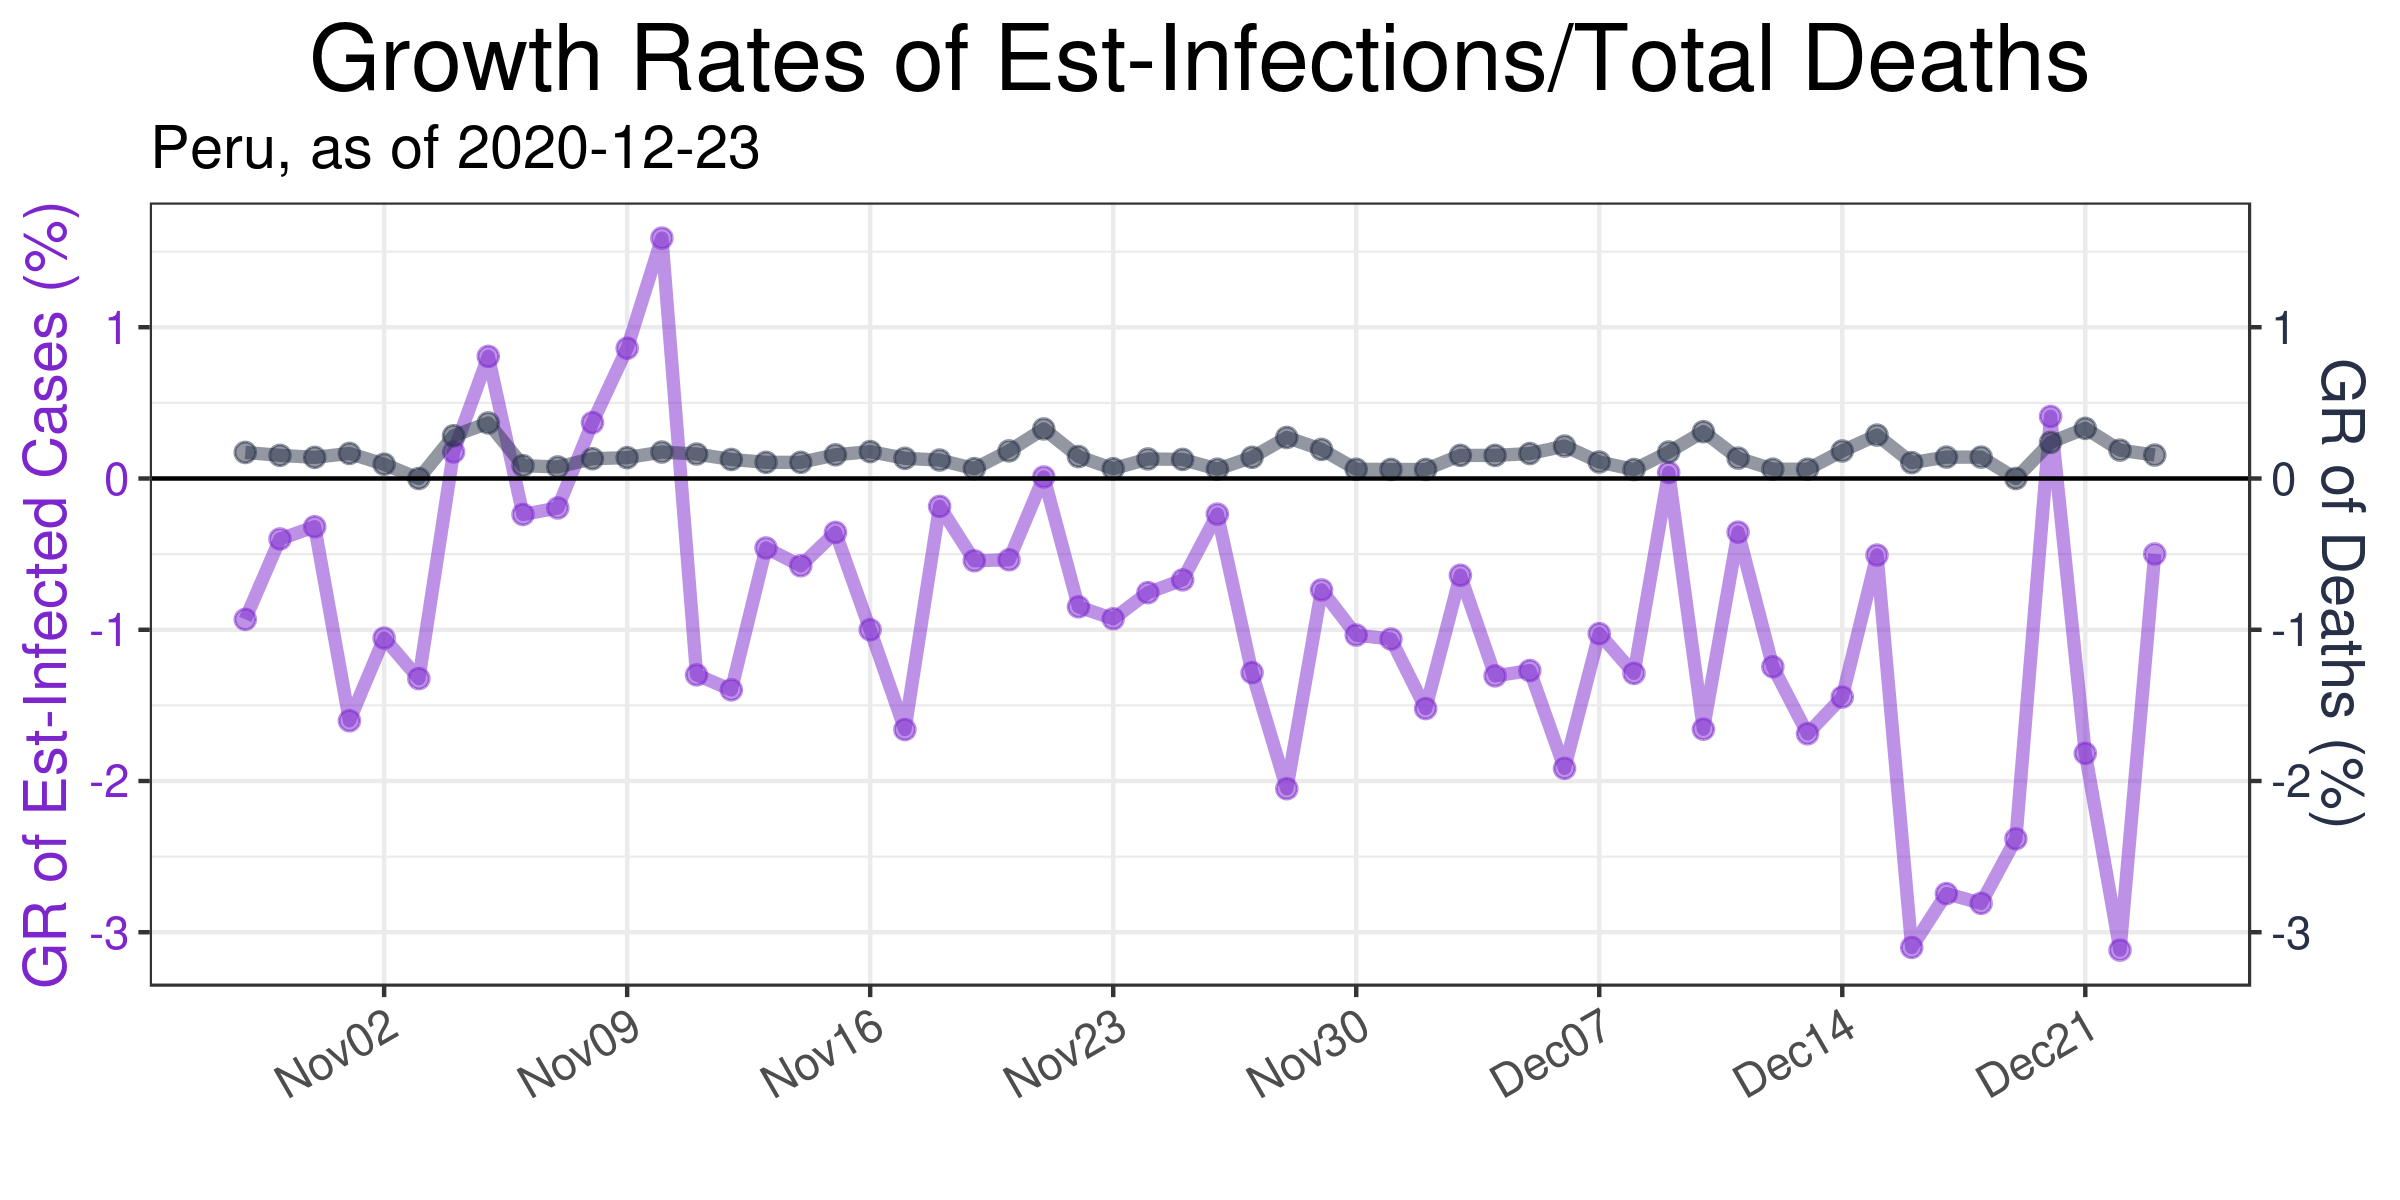 Growth Rates of Est-Infections/Total Deaths
Peru, as of 2020-12-23
GR of Est-Infected Cases (%)
1
0
-1
-2
-3
1
0
-1
-2
-3
GR of Deaths (%)
Nov02
Nov09
Nov16
Nov23
Nov30
Dec07
Dec14
Dec21